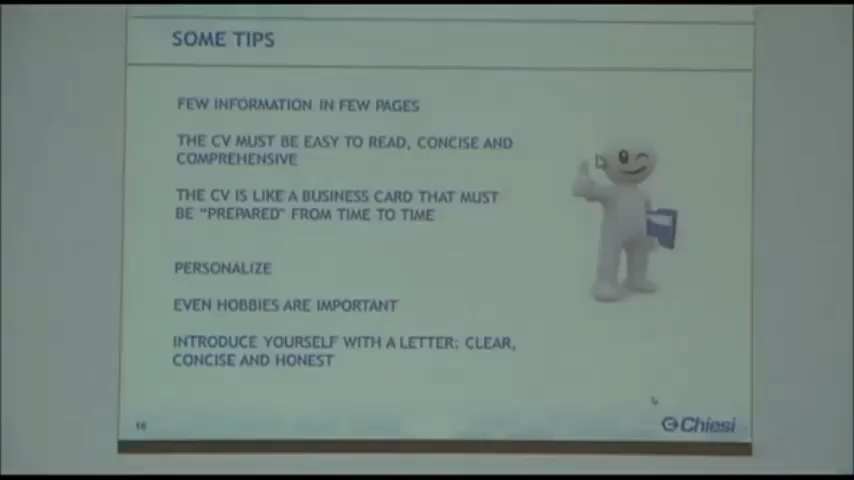 SOME TIPS
FEW INFORMATION IN FEW PAGES
THE CV MUST BE EASY TO READ, CONCISE AND
COMPREHENSIVE
THE CV IS LIKE A BUSINESS CARD THAT MUST
BE “PREPARED” FROM TIME TO TIME
PERSONALIZE
EVEN HOBBIES ARE IMPORTANT
INTRODUCE YOURSELF WITH A LETTER: CLEAR,
CONCISE AND HONEST
Chiesi